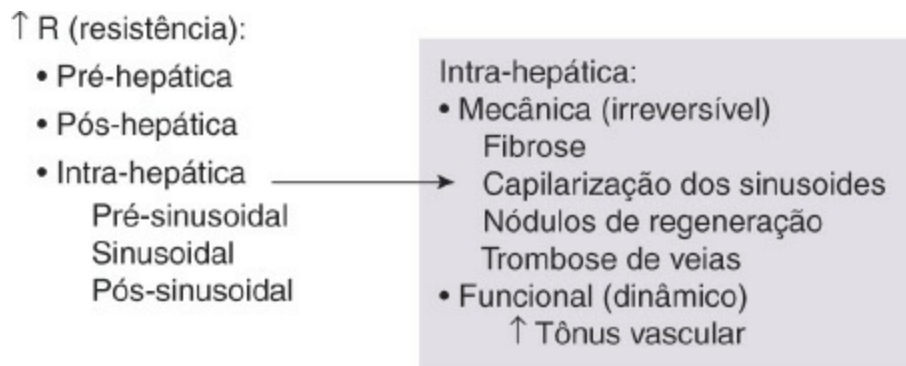 ↑ R (resistência):
• Pré-hepática
• Pós-hepática
• Intra-hepática
Pré-sinusoidal
Sinusoidal
Pós-sinusoidal
Intra-hepática:
• Mecânica (irreversível)
Fibrose
Capilarização dos sinusoides
Nódulos de regeneração
Trombose de veias
• Funcional (dinâmico)
↑ Tônus vascular